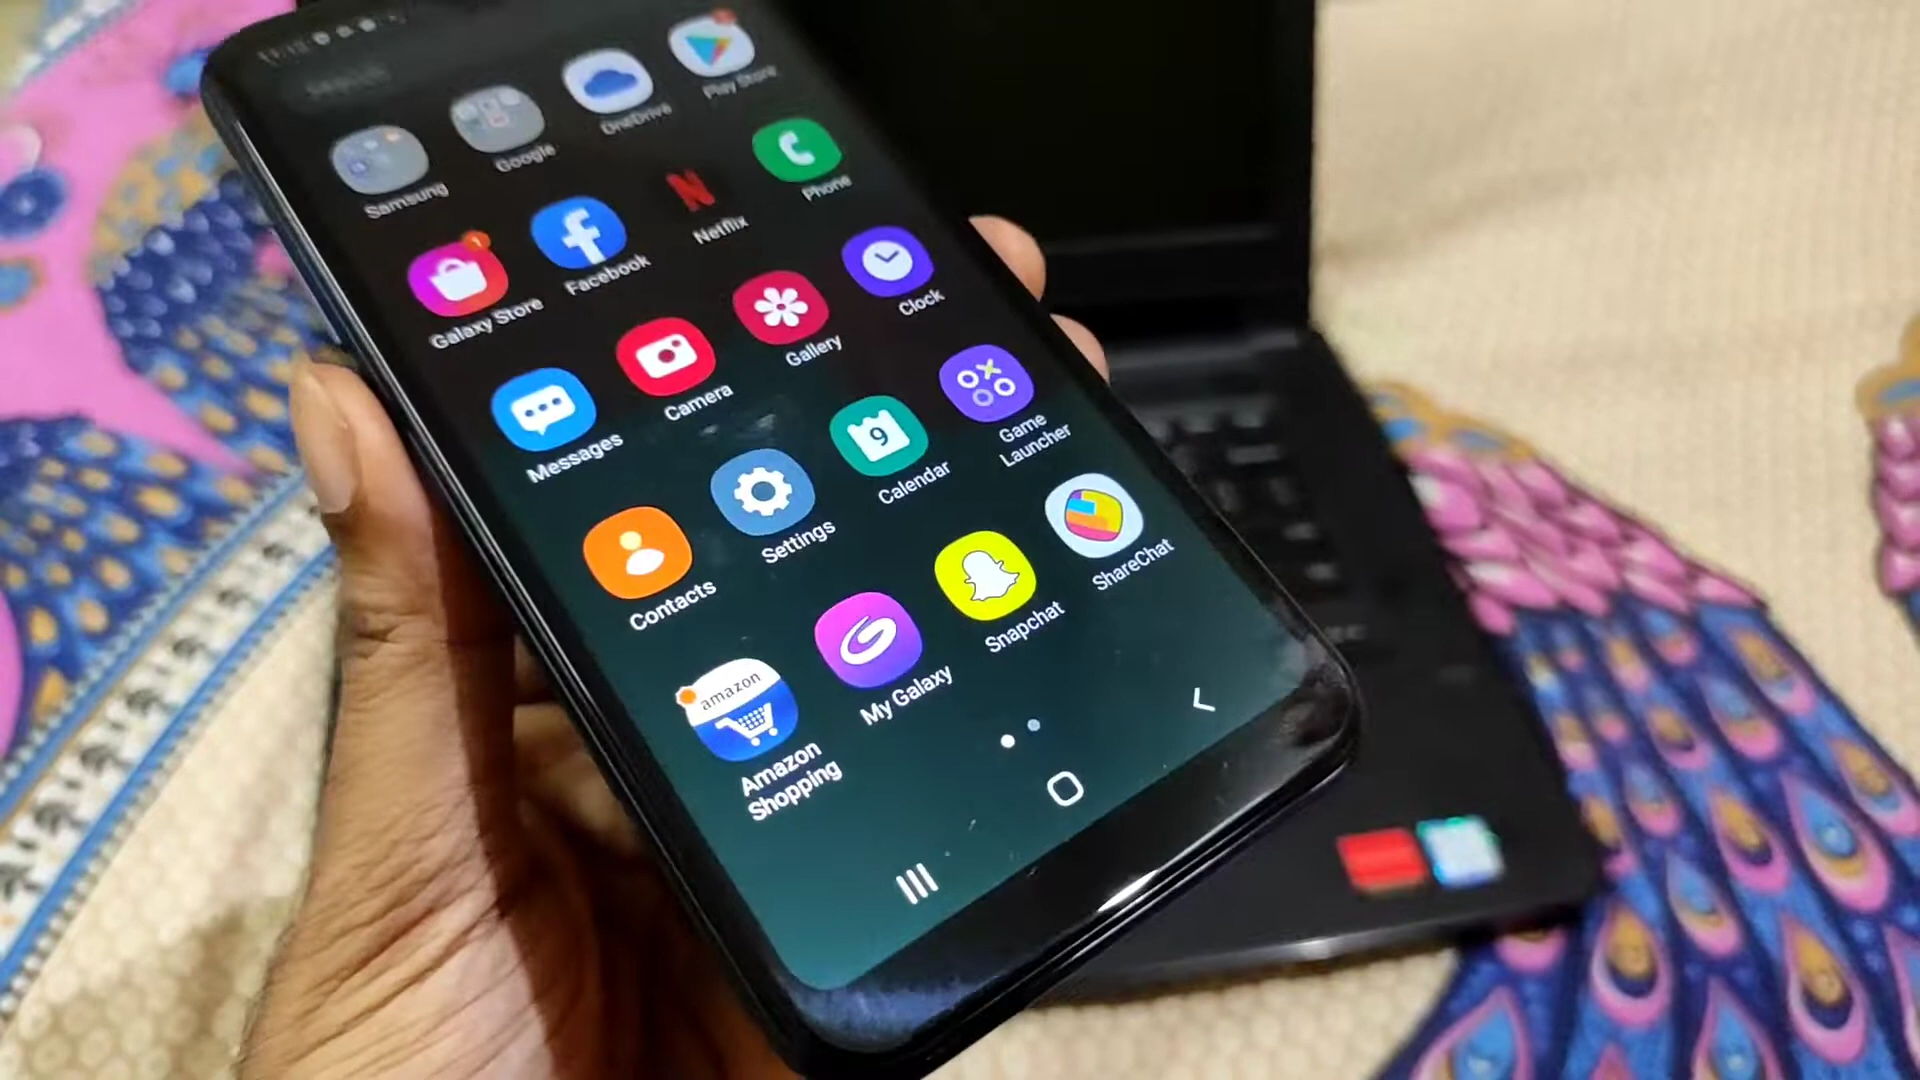 Samsung
Google
OneDrive
Play Store
Galaxy Store
Facebook
N
Netflix
Phone
Messages
Camera
Gallery
Clock
Contacts
Settings
9
Calendar
Game
Launcher
amazon
Amazon
Shopping
My Galaxy
Snapchat
ShareChat